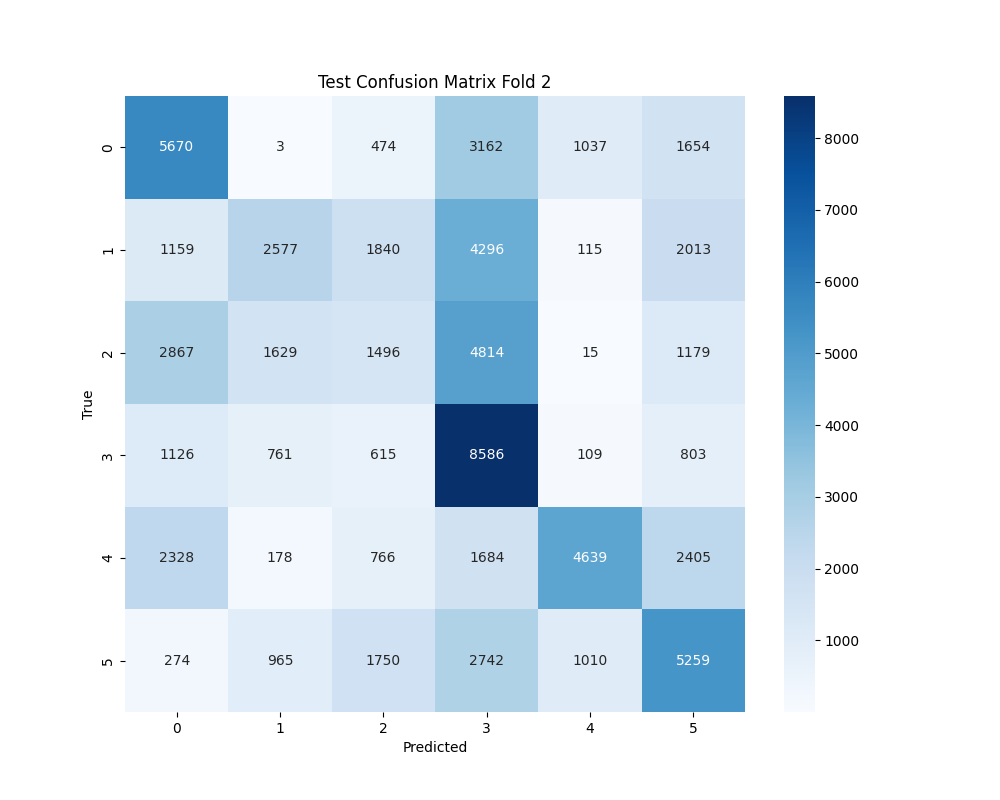 Test Confusion Matrix Fold 2
0 5670 3 474 3162 1037 1654
1 1159 2577 1840 4296 115 2013
2 2867 1629 1496 4814 15 1179
3 1126 761 615 8586 109 803
4 2328 178 766 1684 4639 2405
5 274 965 1750 2742 1010 5259
0 1 2 3 4 5
Predicted
True
8000
7000
6000
5000
4000
3000
2000
1000